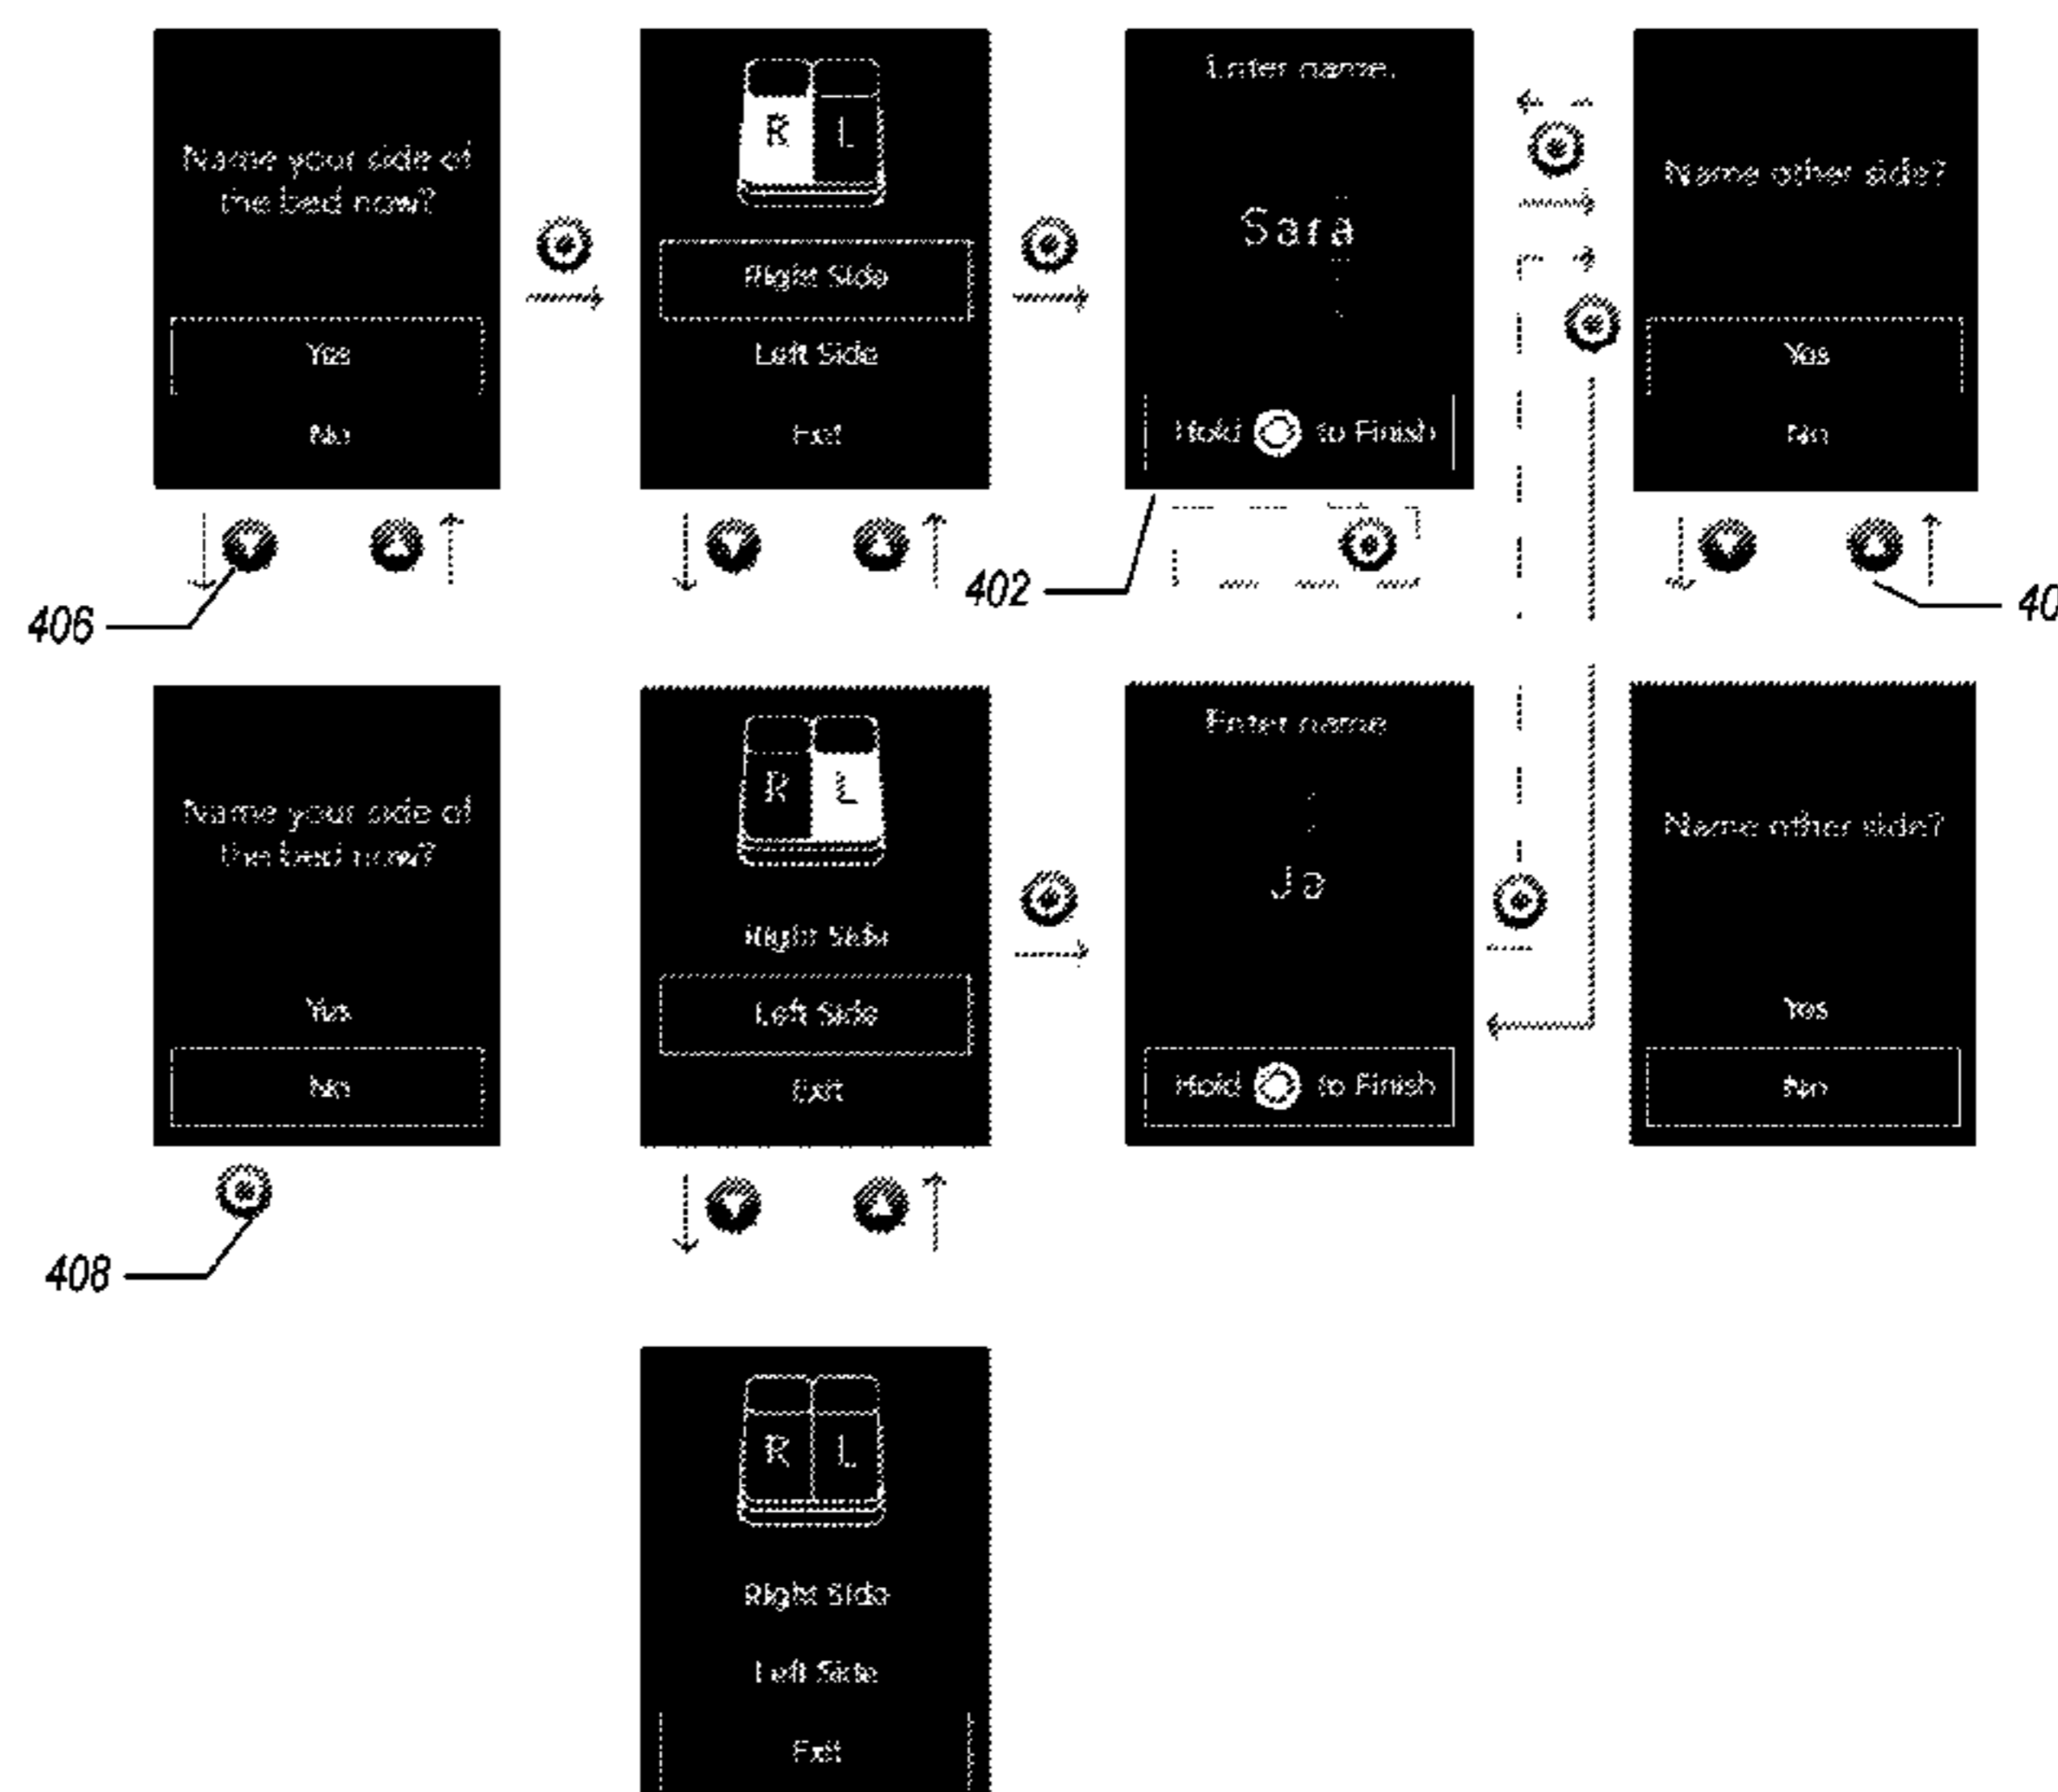 Name your side of
the bed now?
Yes
No
R L
Right Side
Left Side
Exit
Enter name.
Sara
Hold to Finish
Name other side?
Yes
No
406
402
40
Name your side of
the bed now?
Yes
No
R L
Right Side
Left Side
Exit
Enter name
Ja
Hold to Finish
Name other side?
Yes
No
408
R L
Right Side
Left Side
Exit